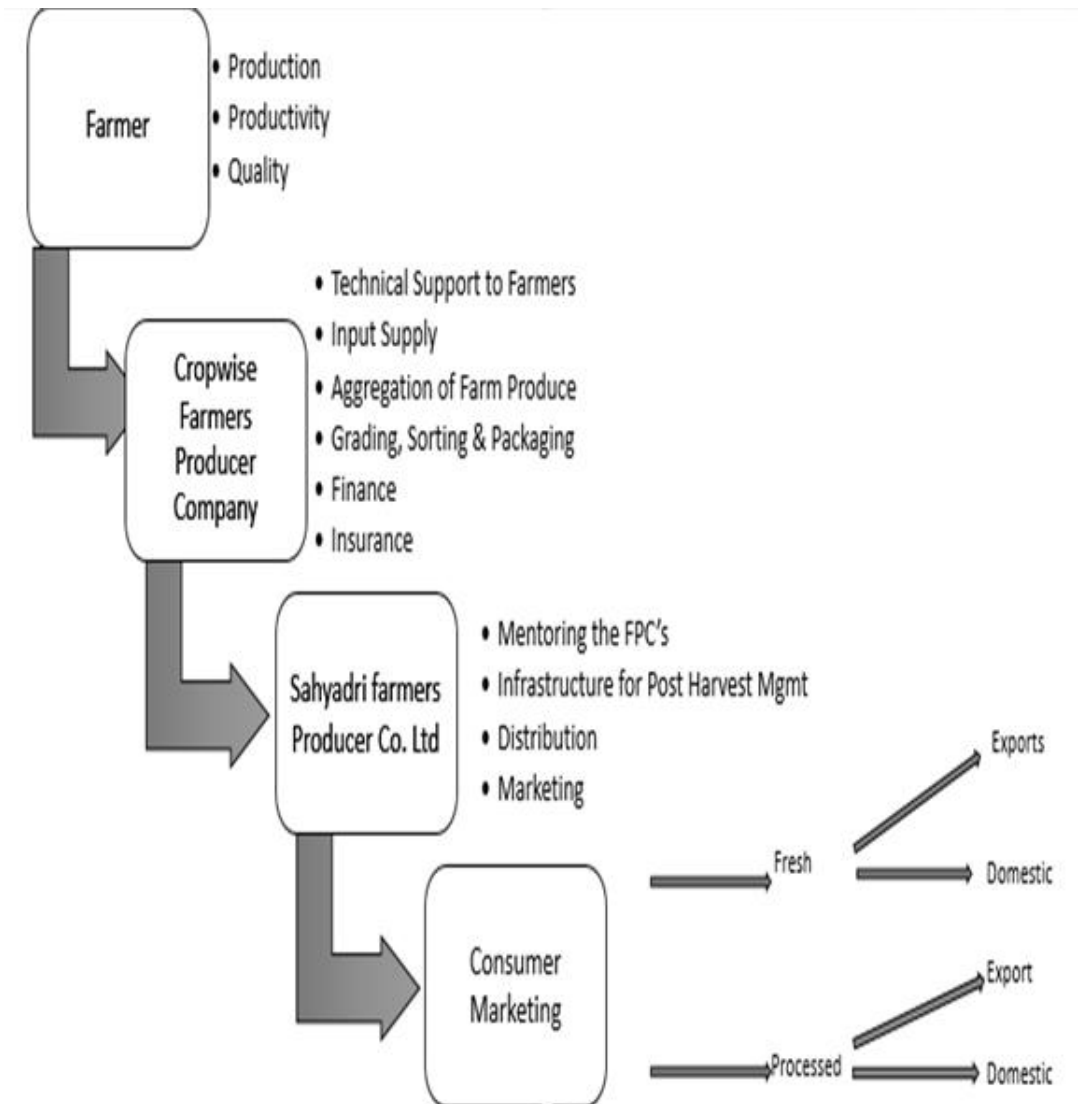 Farmer
• Production
• Productivity
• Quality
Cropwise
Farmers
Producer
Company
• Technical Support to Farmers
• Input Supply
• Aggregation of Farm Produce
• Grading, Sorting & Packaging
• Finance
• Insurance
Sahyadri farmers
Producer Co. Ltd
• Mentoring the FPC's
• Infrastructure for Post Harvest Mgmt
• Distribution
• Marketing
Consumer
Marketing
Fresh
Exports
Domestic
Processed
Export
Domestic